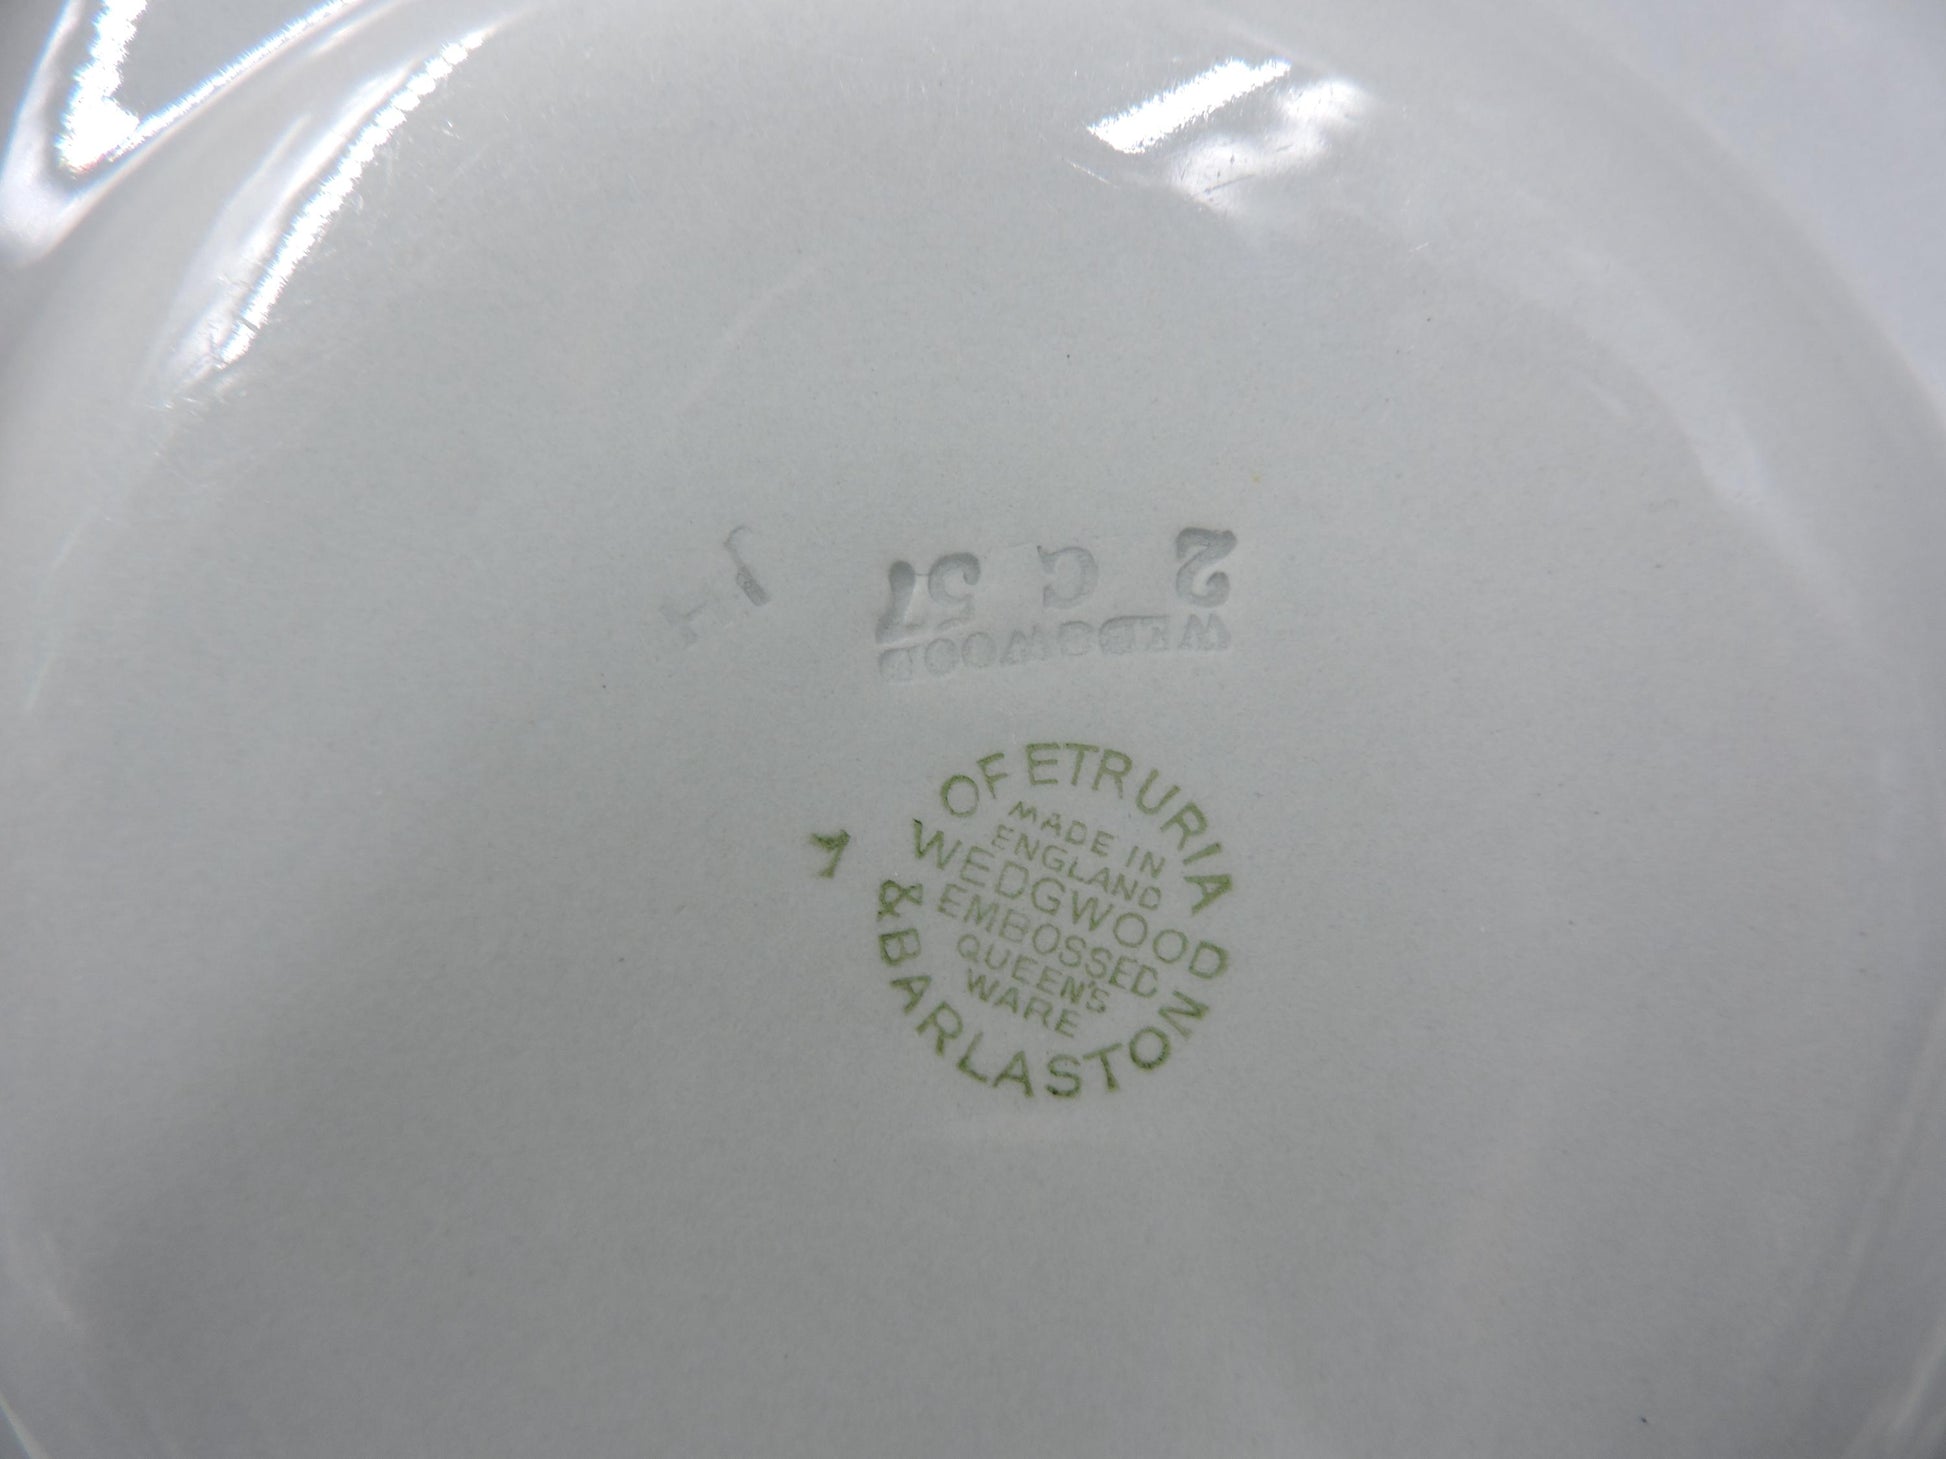 2 G 57
WEDGWOOD
OF ETRURIA
MADE IN
ENGLAND
WEDGWOOD
EMBOSSED
QUEEN'S
WARE
& BARLASTON